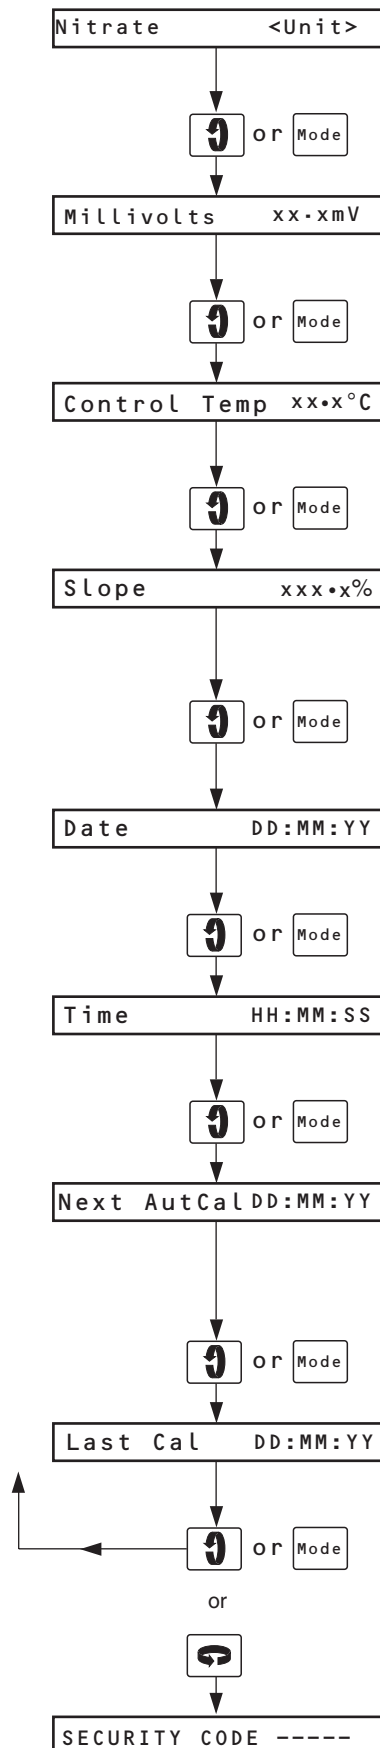 Nitrate <Unit>
or Mode
Millivolts xx.xmV
or Mode
Control Temp xx•x°C
or Mode
Slope xxx•x%
or Mode
Date DD:MM:YY
or Mode
Time HH:MM:SS
or Mode
Next AutCal DD:MM:YY
or Mode
Last Cal DD:MM:YY
or Mode
or
SECURITY CODE -----